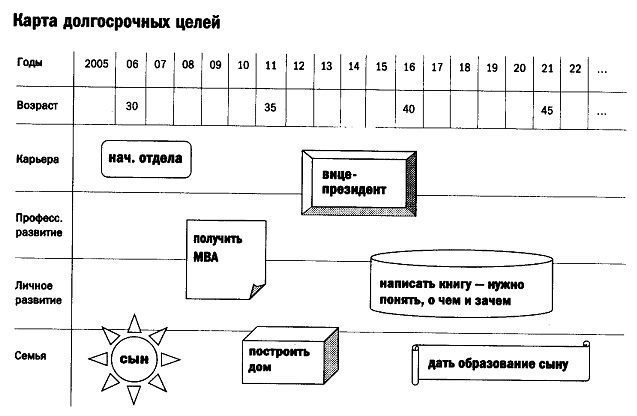 Карта долгосрочных целей
Годы 2005 06 07 08 09 10 11 12 13 14 15 16 17 18 19 20 21 22 ...
Возраст 30 35 40 45 ...
Карьера
нач. отдела
вице-
президент
Професс.
развитие
получить
МВА
Личное
развитие
написать книгу — нужно
понять, о чем и зачем
Семья
сын
построить
дом
дать образование сыну